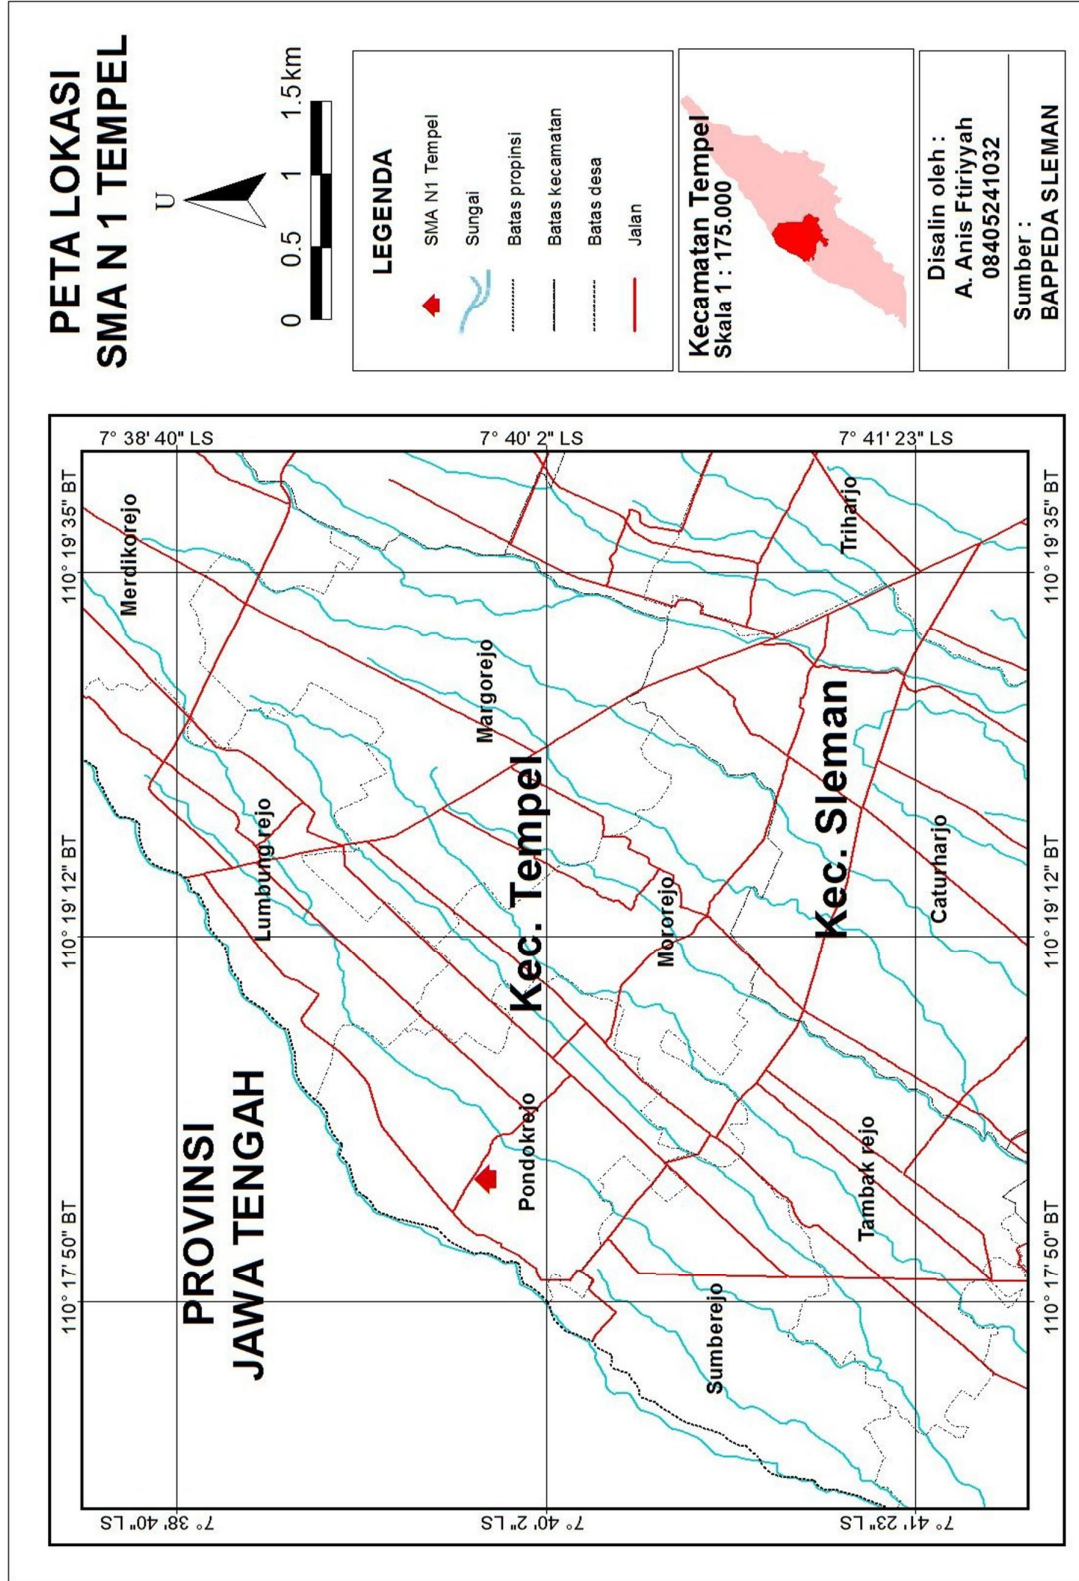 PETA LOKASI
SMA N 1 TEMPEL
U
0 0.5 1 1.5 km
LEGENDA
SMA N1 Tempel
Sungai
Batas propinsi
Batas kecamatan
Batas desa
Jalan
Kecamatan Tempel
Skala 1 : 175.000
Disalin oleh :
A. Anis Ftiriyyah
08405241032
Sumber :
BAPPEDA SLEMAN
110° 17' 50" BT
110° 19' 12" BT
110° 19' 35" BT
7° 38' 40" LS
7° 38' 40" LS
PROVINSI
JAWA TENGAH
Merdikorejo
Lumbung rejo
Margorejo
Kec. Tempel
Pondokrejo
7° 40' 2" LS
7° 40' 2" LS
Mororejo
Sumberejo
Triharjo
Kec. Sleman
Tambak rejo
Caturharjo
7° 41' 23" LS
7° 41' 23" LS
110° 17' 50" BT
110° 19' 12" BT
110° 19' 35" BT